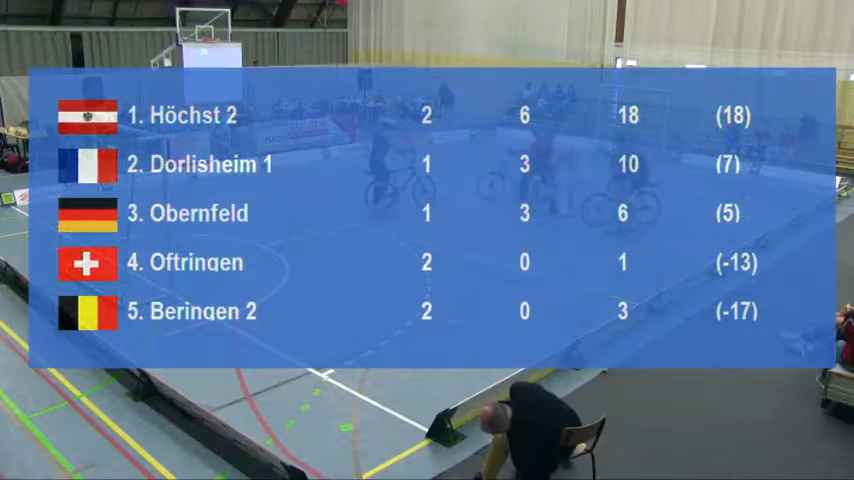 1. Höchst 2 2 6 18 (18)
2. Dorlisheim 1 1 3 10 (7)
3. Obernfeld 1 3 6 (5)
4. Oftringen 2 0 1 (-13)
5. Beringen 2 2 0 3 (-17)